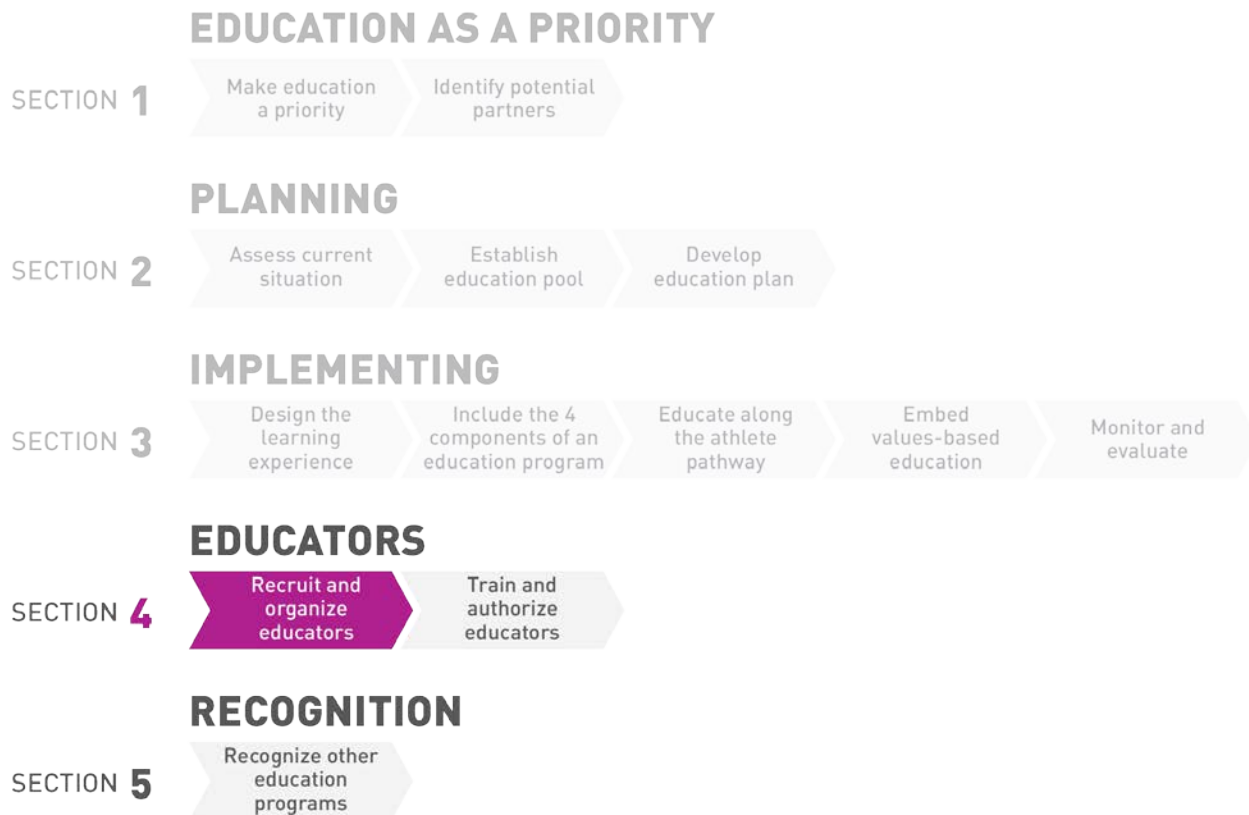 EDUCATION AS A PRIORITY
SECTION 1
Make education
a priority
Identify potential
partners
PLANNING
SECTION 2
Assess current
situation
Establish
education pool
Develop
education plan
IMPLEMENTING
SECTION 3
Design the
learning
experience
Include the 4
components of an
education program
Educate along
the athlete
pathway
Embed
values-based
education
Monitor and
evaluate
EDUCATORS
SECTION 4
Recruit and
organize
educators
Train and
authorize
educators
RECOGNITION
SECTION 5
Recognize other
education
programs